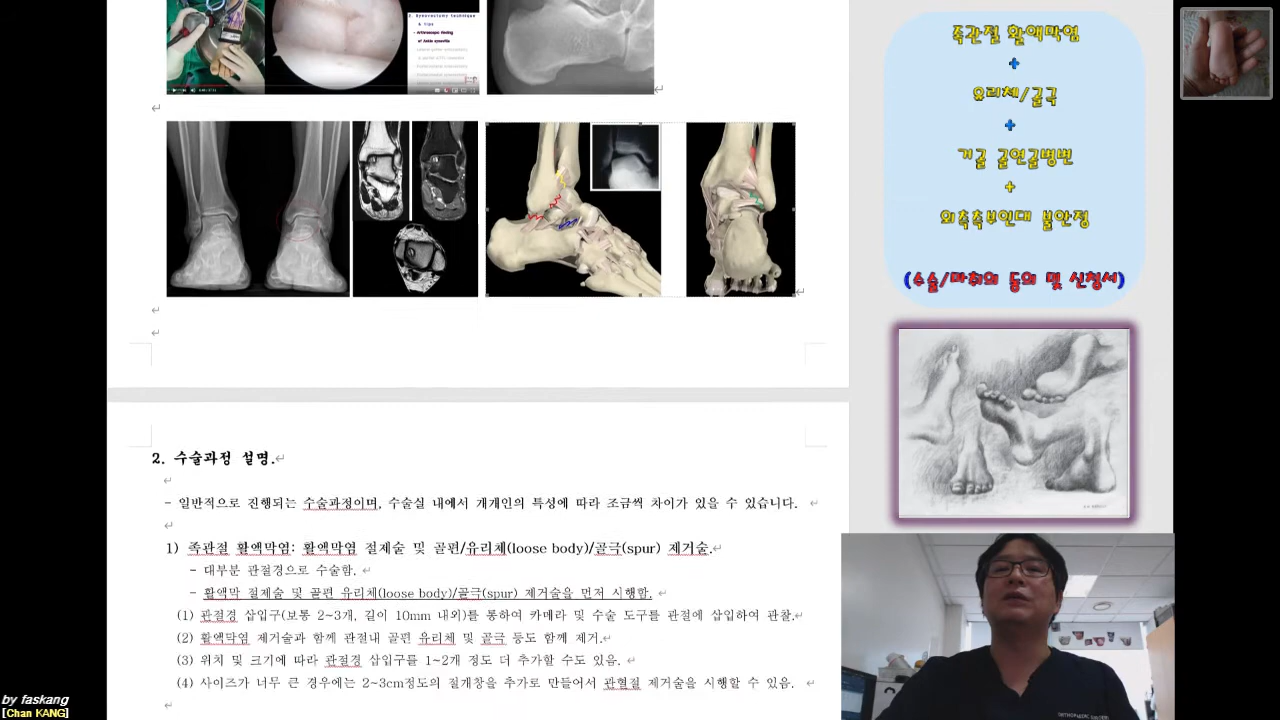 2. Synovectomy technique
& tips
- Arthroscopic finding
of Ankle synovitis
2. 수술과정 설명.
- 일반적으로 진행되는 수술과정이며, 수술실 내에서 개개인의 특성에 따라 조금씩 차이가 있을 수 있습니다.
1) 족관절 활액막염: 활액막염 절제술 및 골편/유리체(loose body)/골극(spur) 제거술.
- 대부분 관절경으로 수술함.
- 활액막 절제술 및 골편 유리체(loose body)/골극(spur) 제거술을 먼저 시행함.
(1) 관절경 삽입구(보통 2~3개, 길이 10mm 내외)를 통하여 카메라 및 수술 도구를 관절에 삽입하여 관찰.
(2) 활액막염 제거술과 함께 관절내 골편 유리체 및 골극 등도 함께 제거.
(3) 위치 및 크기에 따라 관절경 삽입구를 1~2개 정도 더 추가할 수도 있음.
(4) 사이즈가 너무 큰 경우에는 2~3cm정도의 절개창을 추가로 만들어서 관혈절 제거술을 시행할 수 있음.
족관절 활액막염
+
유리체/골극
+
거골 골연골병변
+
외측측부인대 불안정
(수술/마취의 동의 및 신청서)
by faskang
[Chan KANG]